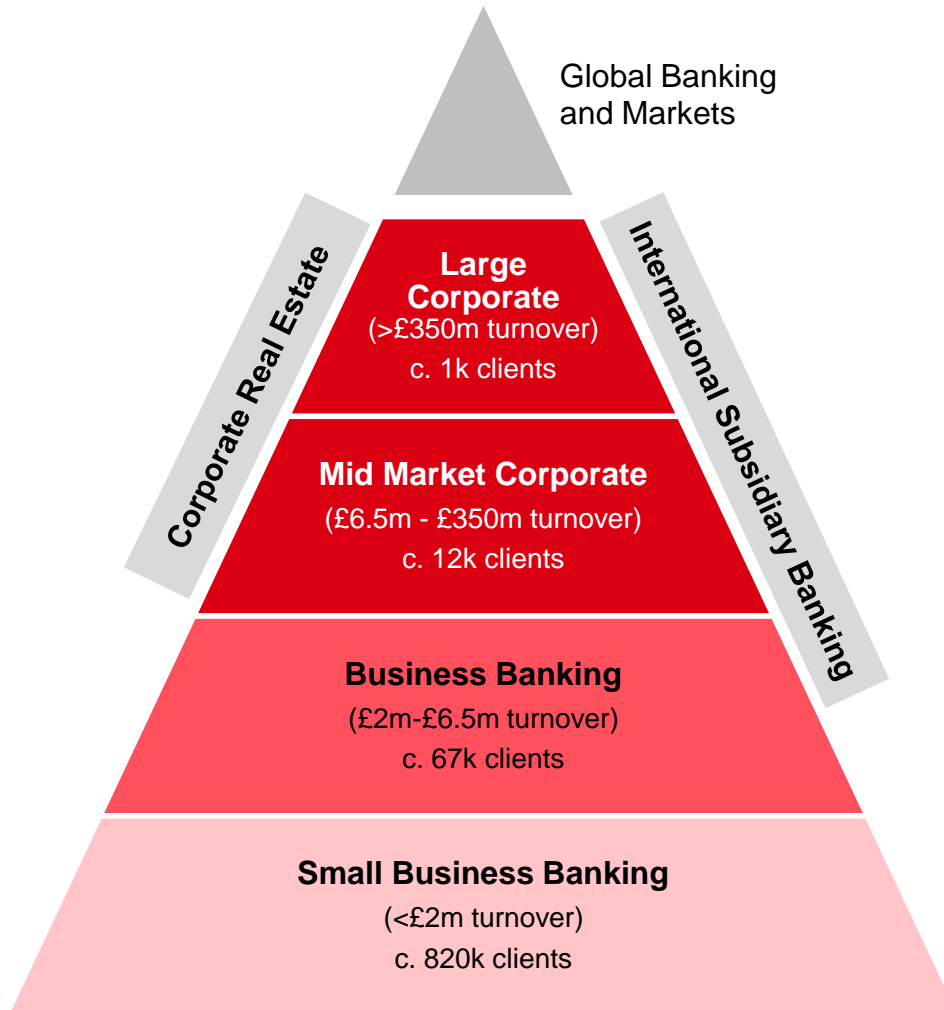 Global Banking
and Markets
Corporate Real Estate
International Subsidiary Banking
Large
Corporate
(>£350m turnover)
c. 1k clients
Mid Market Corporate
(£6.5m - £350m turnover)
c. 12k clients
Business Banking
(£2m-£6.5m turnover)
c. 67k clients
Small Business Banking
(<£2m turnover)
c. 820k clients